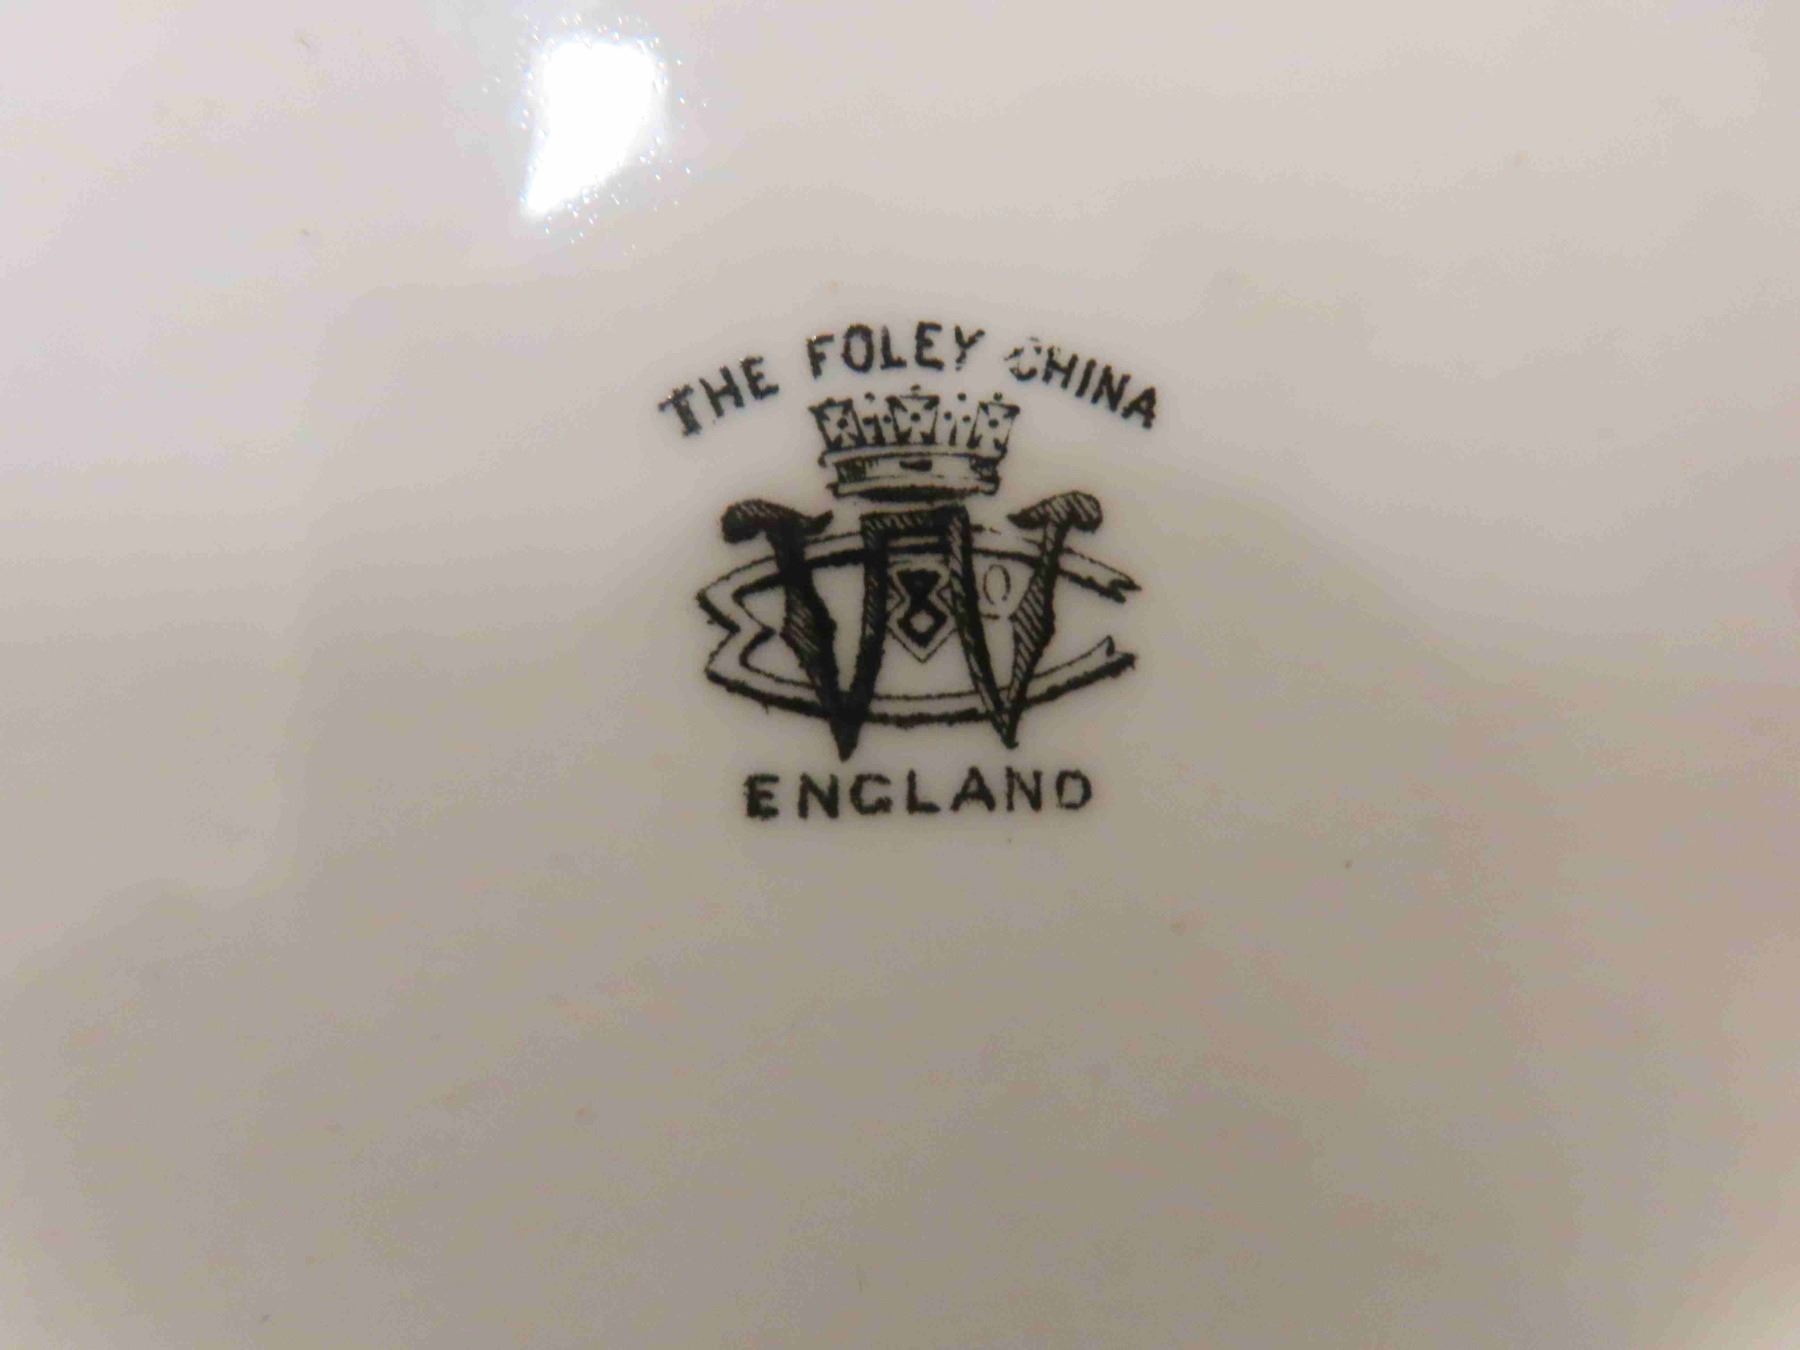 THE FOLEY CHINA
W & C
ENGLAND